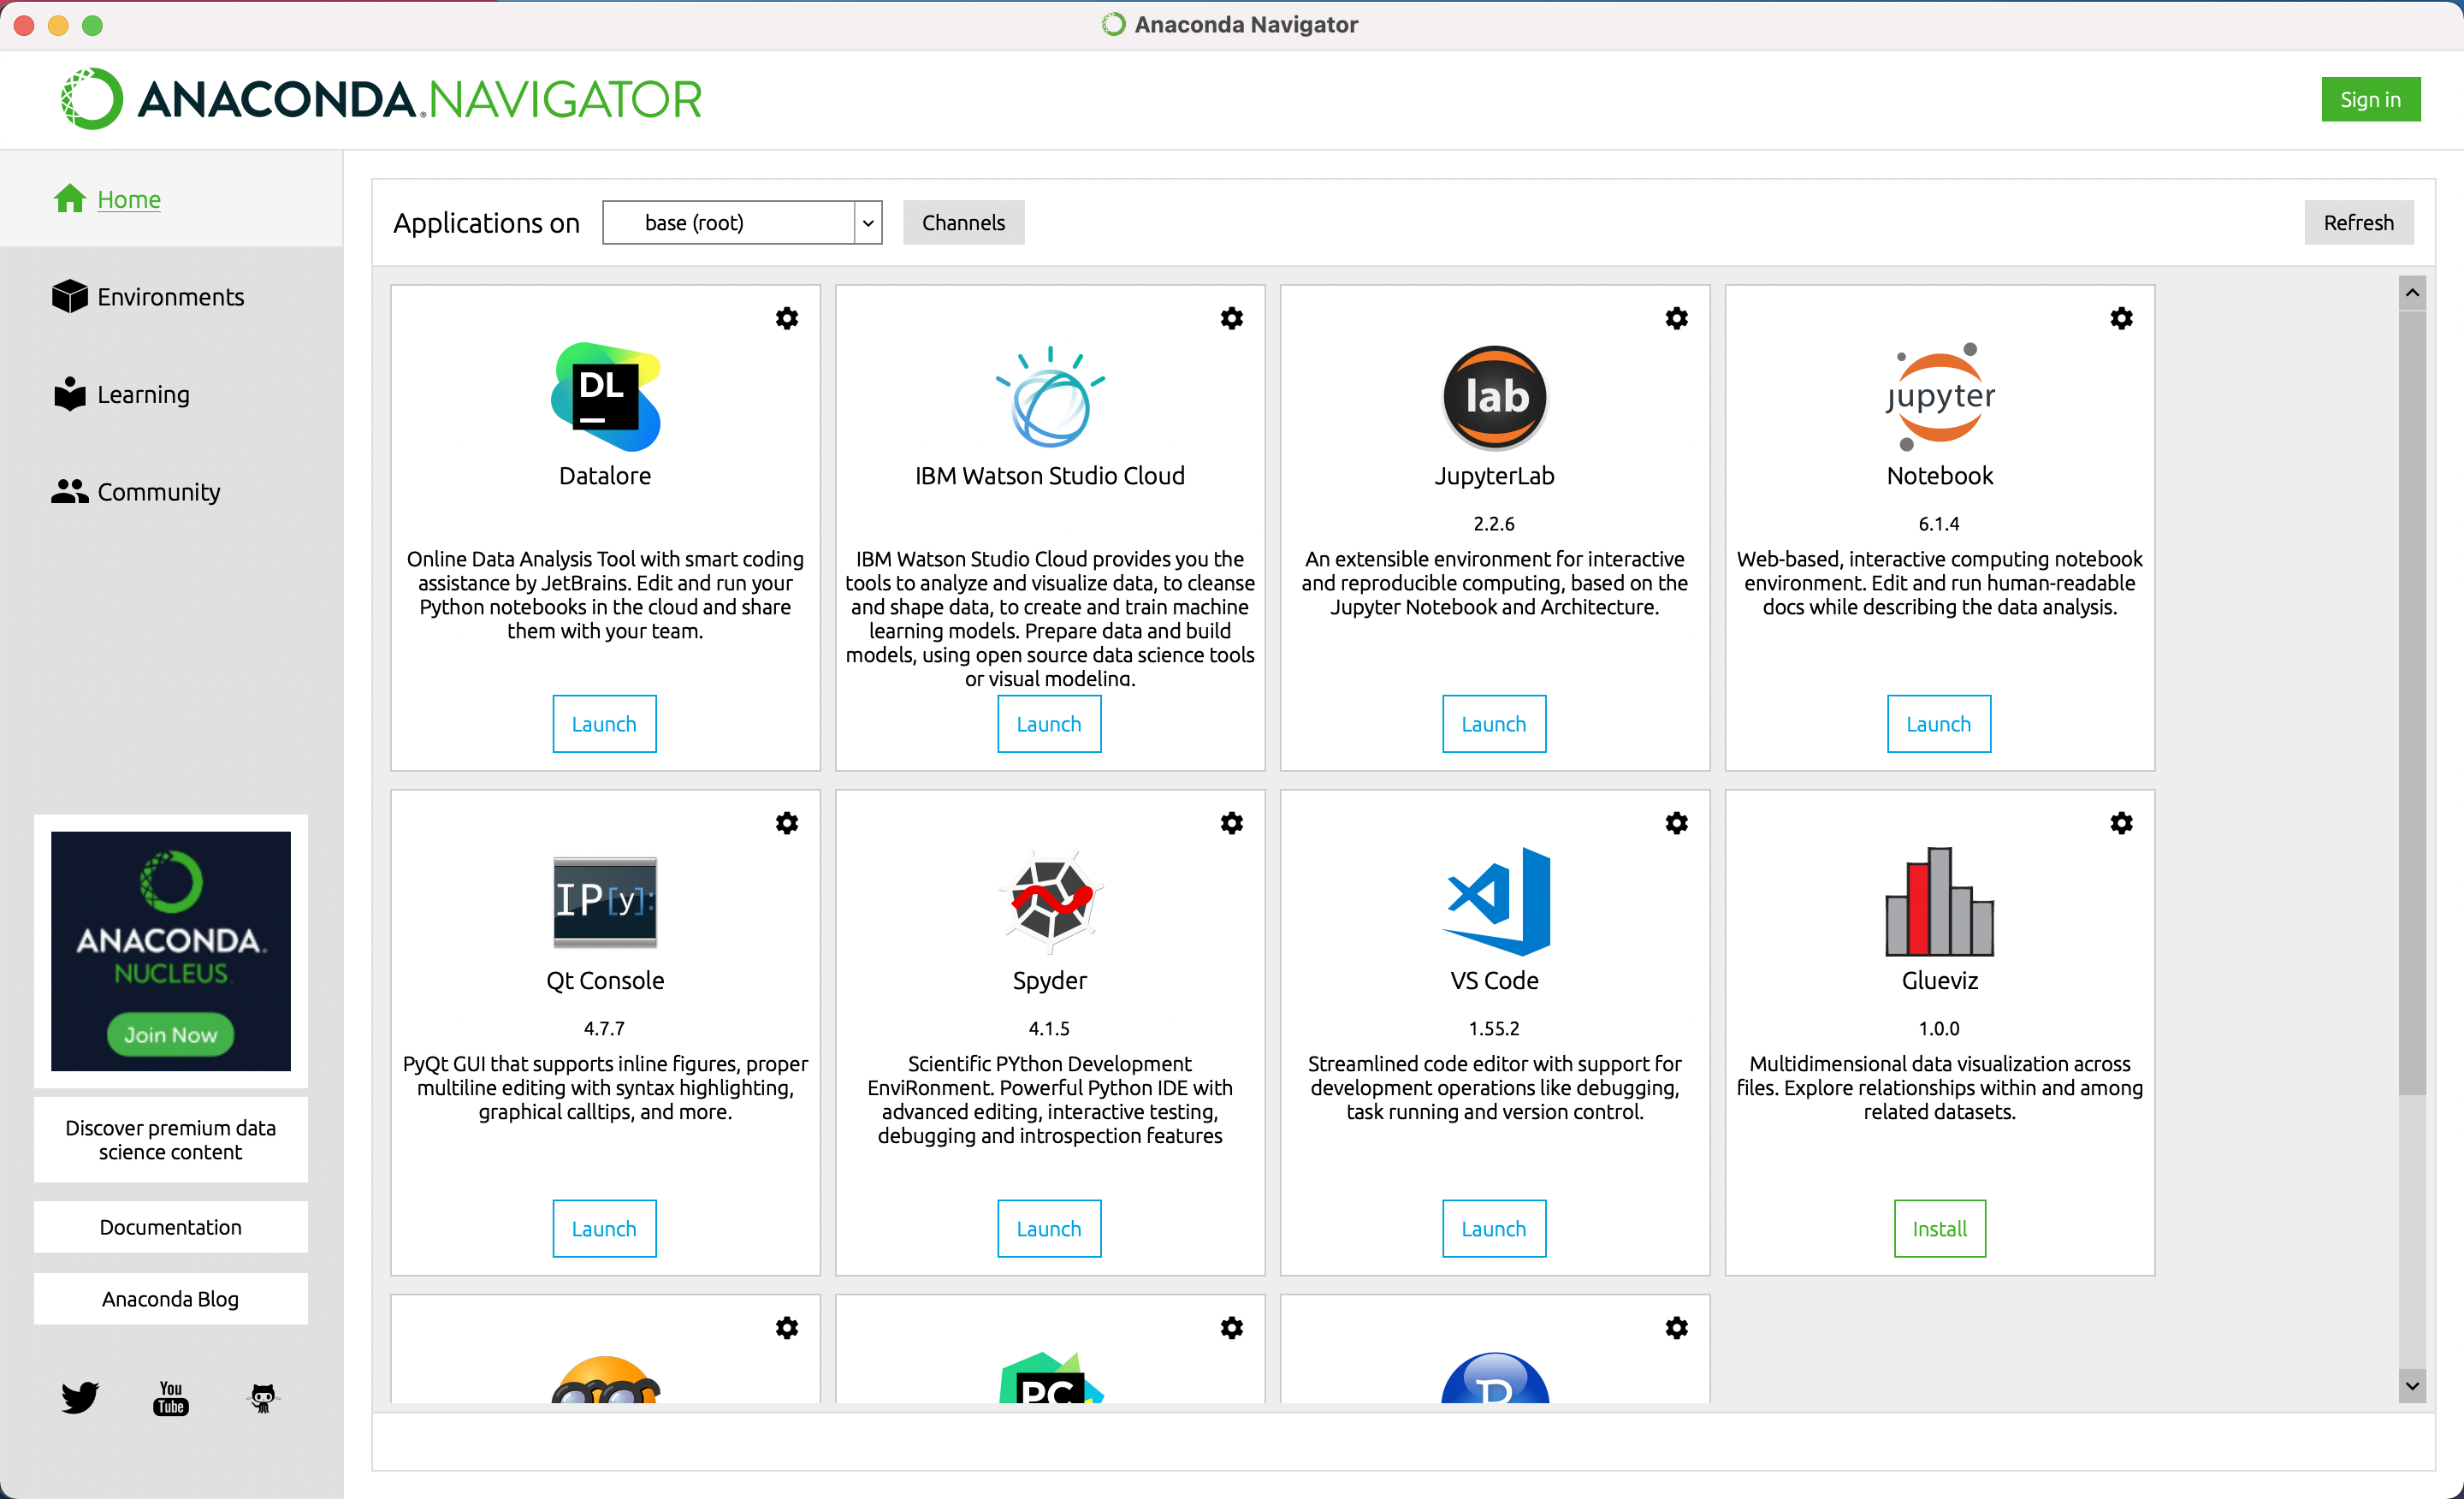 Anaconda Navigator
ANACONDA.NAVIGATOR
Sign in
Home
Environments
Learning
Community
ANACONDA.
NUCLEUS
Join Now
Discover premium data
science content
Documentation
Anaconda Blog
You
Tube
Applications on
base (root)
Channels
Refresh
DL
Datalore
Online Data Analysis Tool with smart coding
assistance by JetBrains. Edit and run your
Python notebooks in the cloud and share
them with your team.
Launch
IBM Watson Studio Cloud
IBM Watson Studio Cloud provides you the
tools to analyze and visualize data, to cleanse
and shape data, to create and train machine
learning models. Prepare data and build
models, using open source data science tools
or visual modeling.
Launch
lab
JupyterLab
2.2.6
An extensible environment for interactive
and reproducible computing, based on the
Jupyter Notebook and Architecture.
Launch
jupyter
Notebook
6.1.4
Web-based, interactive computing notebook
environment. Edit and run human-readable
docs while describing the data analysis.
Launch
IP[y]:
Qt Console
4.7.7
PyQt GUI that supports inline figures, proper
multiline editing with syntax highlighting,
graphical calltips, and more.
Launch
Spyder
4.1.5
Scientific PYthon Development
EnviRonment. Powerful Python IDE with
advanced editing, interactive testing,
debugging and introspection features
Launch
VS Code
1.55.2
Streamlined code editor with support for
development operations like debugging,
task running and version control.
Launch
Glueviz
1.0.0
Multidimensional data visualization across
files. Explore relationships within and among
related datasets.
Install
PC
R